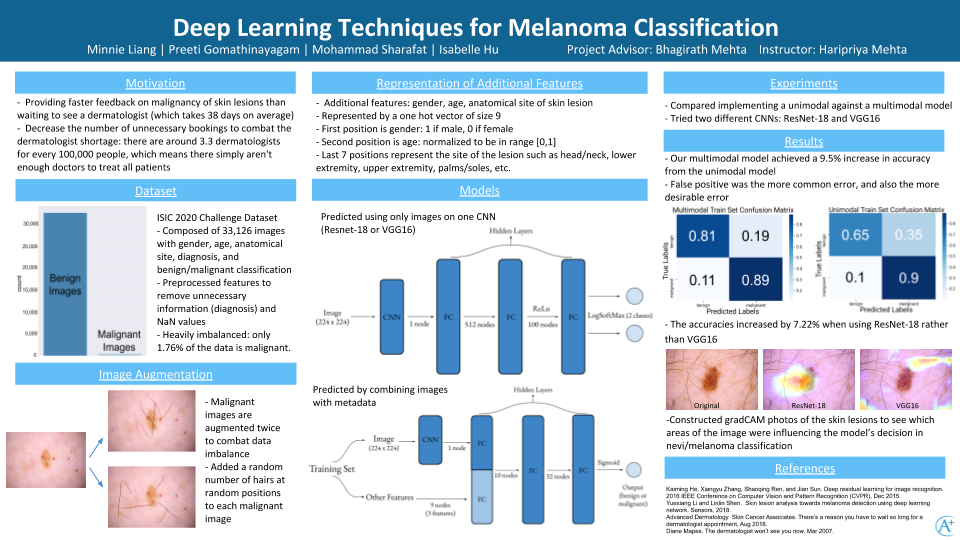 Deep Learning Techniques for Melanoma Classification
Minnie Liang | Preeti Gomathinayagam | Mohammad Sharafat | Isabelle Hu
Project Advisor: Bhagirath Mehta Instructor: Haripriya Mehta
Motivation
- Providing faster feedback on malignancy of skin lesions than
waiting to see a dermatologist (which takes 38 days on average)
- Decrease the number of unnecessary bookings to combat the
dermatologist shortage: there are around 3.3 dermatologists
for every 100,000 people, which means there simply aren't
enough doctors to treat all patients
Dataset
30,000
25,000
20,000
15,000
10,000
5,000
0
count
Benign
Images
Malignant
Images
ISIC 2020 Challenge Dataset
- Composed of 33,126 images
with gender, age, anatomical
site, diagnosis, and
benign/malignant classification
- Preprocessed features to
remove unnecessary
information (diagnosis) and
NaN values
- Heavily imbalanced: only
1.76% of the data is malignant.
Image Augmentation
- Malignant
images are
augmented twice
to combat data
imbalance
- Added a random
number of hairs at
random positions
to each malignant
image
Representation of Additional Features
- Additional features: gender, age, anatomical site of skin lesion
- Represented by a one hot vector of size 9
- First position is gender: 1 if male, 0 if female
- Second position is age: normalized to be in range [0,1]
- Last 7 positions represent the site of the lesion such as head/neck, lower
extremity, upper extremity, palms/soles, etc.
Models
Predicted using only images on one CNN
(Resnet-18 or VGG16)
Hidden Layers
Image
(224 x 224)
CNN
1 node
FC
512 nodes
FC
ReLu
100 nodes
FC
LogSoftMax (2 classes)
Predicted by combining images
with metadata
Hidden Layers
Training Set
Image
(224 x 224)
CNN
1 node
FC
Other Features
9 nodes
(3 features)
FC
10 nodes
FC
32 nodes
FC
Sigmoid
Output
(benign or
malignant)
Experiments
- Compared implementing a unimodal against a multimodal model
- Tried two different CNNs: ResNet-18 and VGG16
Results
- Our multimodal model achieved a 9.5% increase in accuracy
from the unimodal model
- False positive was the more common error, and also the more
desirable error
Multimodal Train Set Confusion Matrix
True Labels
benign
malignant
0.81
0.19
0.11
0.89
benign
malignant
Predicted Labels
0.8
0.6
0.4
0.2
Unimodal Train Set Confusion Matrix
True Labels
benign
malignant
0.65
0.35
0.1
0.9
benign
malignant
Predicted Labels
0.8
0.6
0.4
0.2
- The accuracies increased by 7.22% when using ResNet-18 rather
than VGG16
Original
ResNet-18
VGG16
-Constructed gradCAM photos of the skin lesions to see which
areas of the image were influencing the model's decision in
nevi/melanoma classification
References
Kaiming He, Xiangyu Zhang, Shaoqing Ren, and Jian Sun. Deep residual learning for image recognition.
2016 IEEE Conference on Computer Vision and Pattern Recognition (CVPR), Dec 2015.
Yuexiang Li and Linlin Shen. Skin lesion analysis towards melanoma detection using deep learning
network. Sensors, 2018.
Advanced Dermatology Skin Cancer Associates. There's a reason you have to wait so long for a
dermatologist appointment, Aug 2018.
Diane Mapes. The dermatologist won't see you now, Mar 2007.
A+